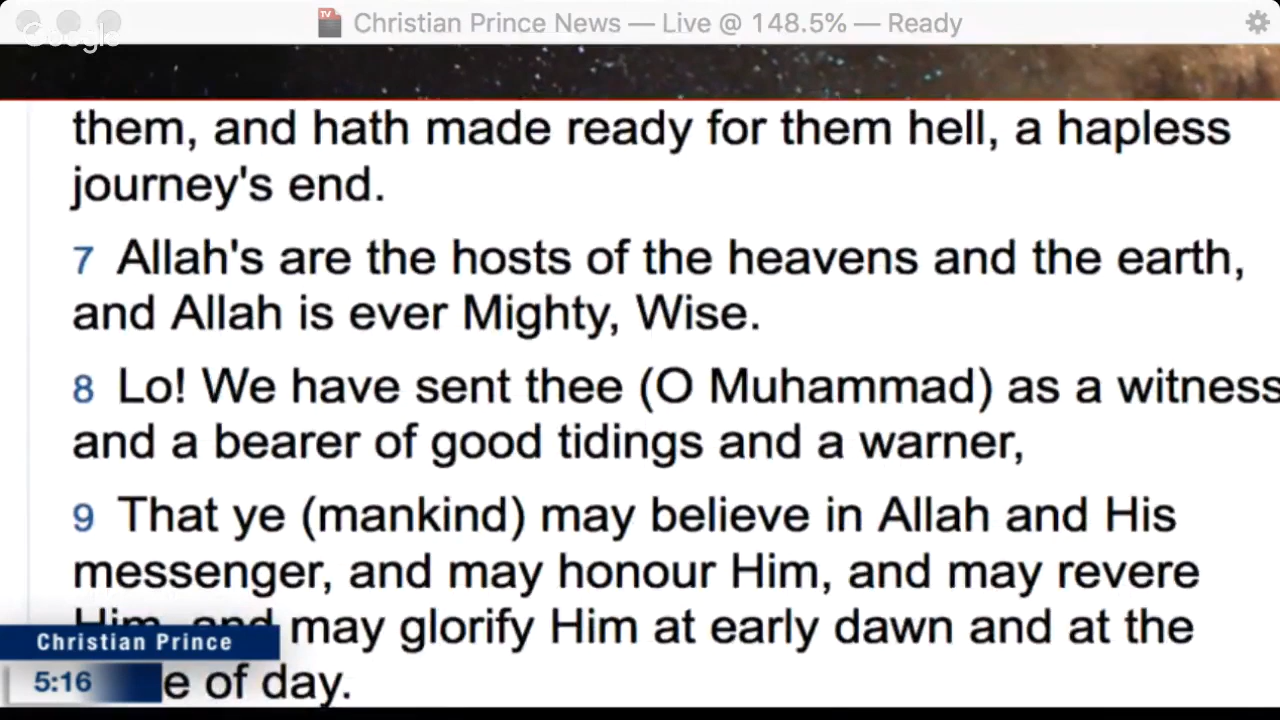 Christian Prince News — Live @ 148.5% — Ready
Google
them, and hath made ready for them hell, a hapless
journey's end.
7 Allah's are the hosts of the heavens and the earth,
and Allah is ever Mighty, Wise.
8 Lo! We have sent thee (O Muhammad) as a witness
and a bearer of good tidings and a warner,
9 That ye (mankind) may believe in Allah and His
messenger, and may honour Him, and may revere
Him, and may glorify Him at early dawn and at the
e of day.
Christian Prince
5:16